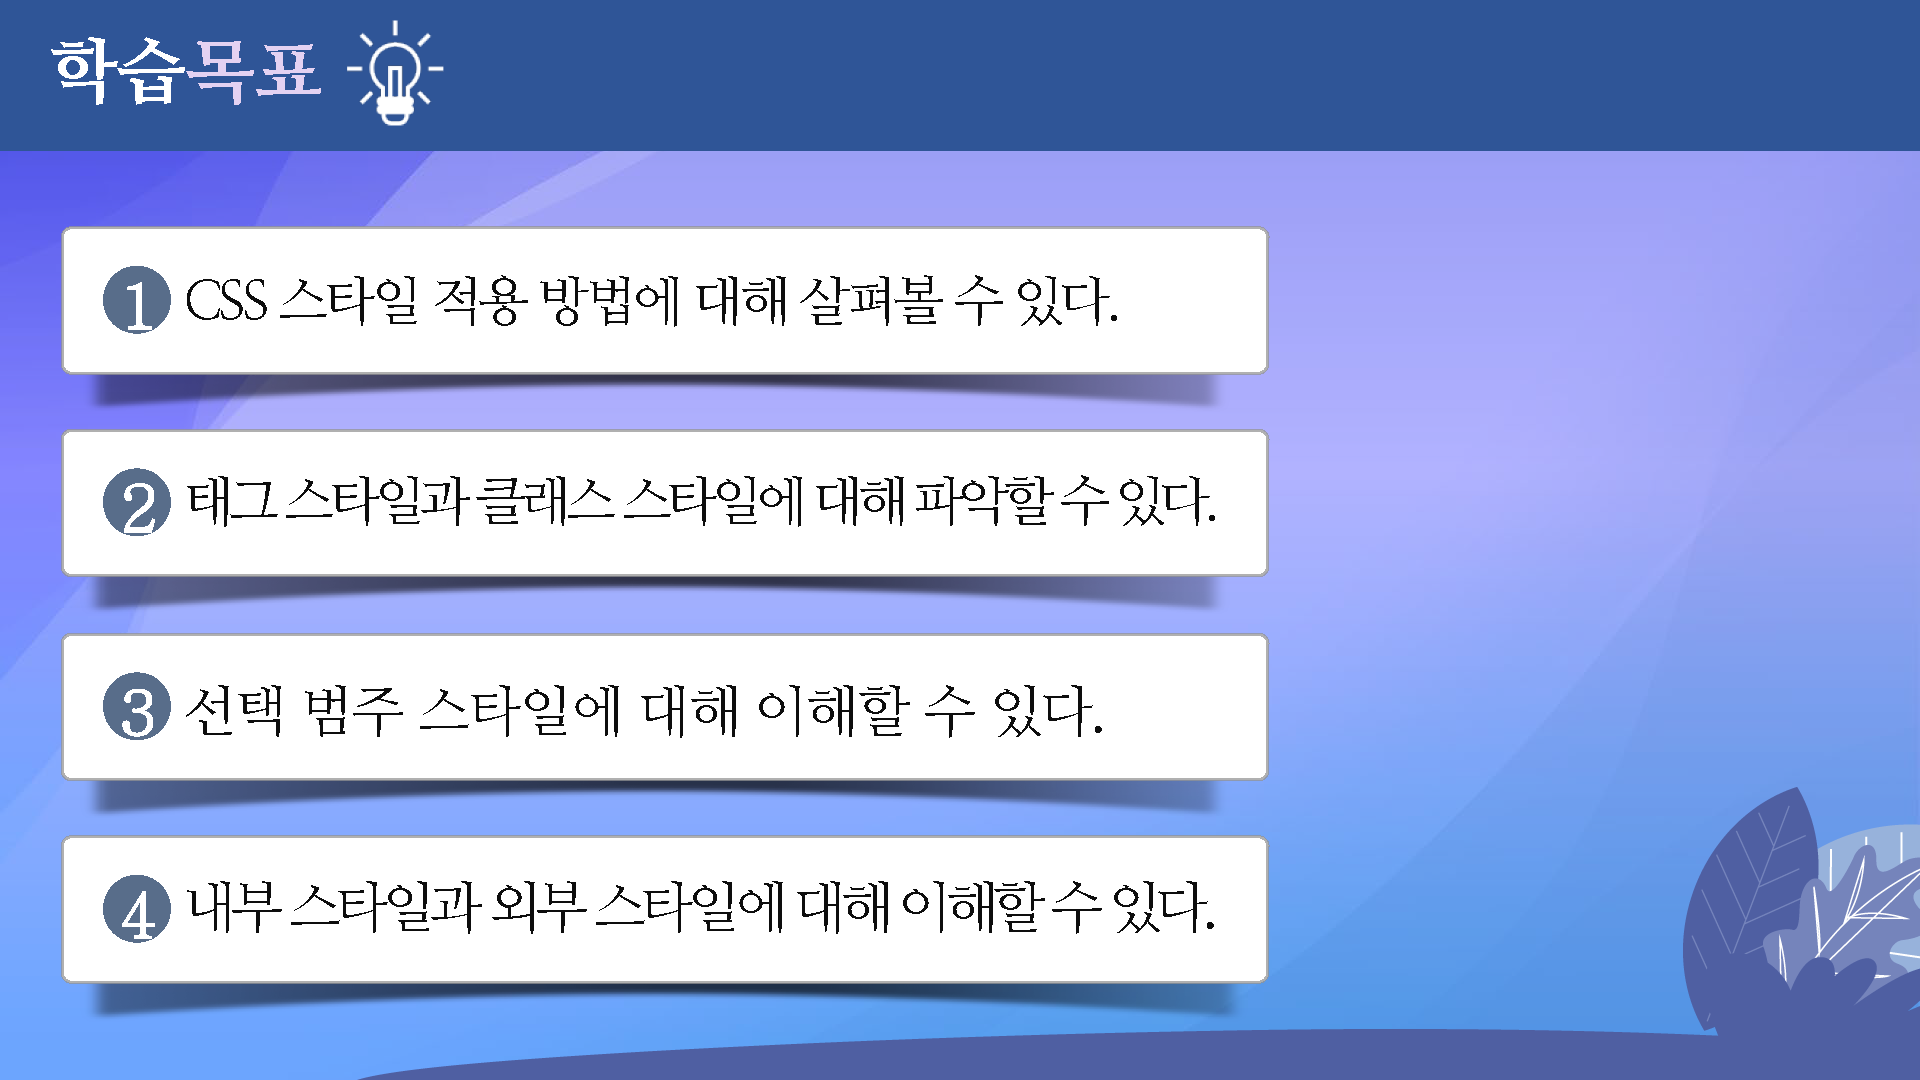 학습목표
1 CSS 스타일 적용 방법에 대해 살펴볼 수 있다.
2 태그 스타일과 클래스 스타일에 대해 파악할 수 있다.
3 선택 범주 스타일에 대해 이해할 수 있다.
4 내부 스타일과 외부 스타일에 대해 이해할 수 있다.